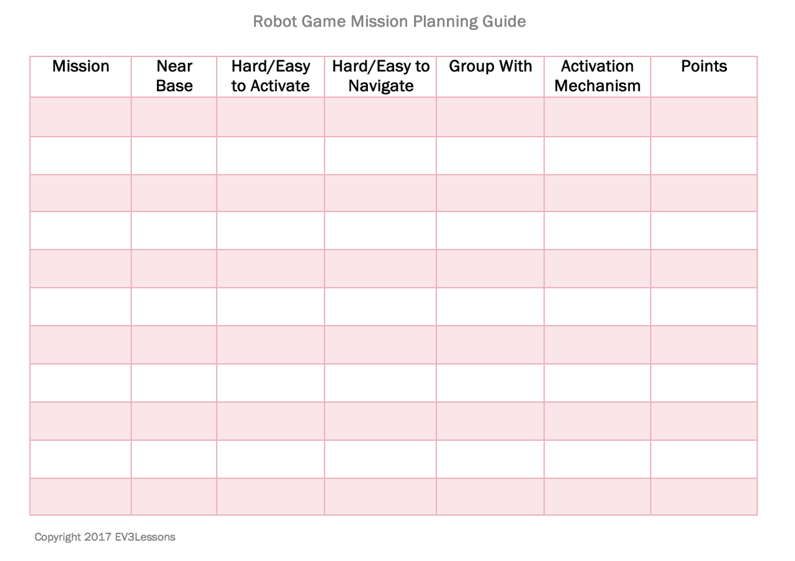 Robot Game Mission Planning Guide
Mission
Near
Base
Hard/Easy
to Activate
Hard/Easy to
Navigate
Group With
Activation
Mechanism
Points
Copyright 2017 EV3Lessons